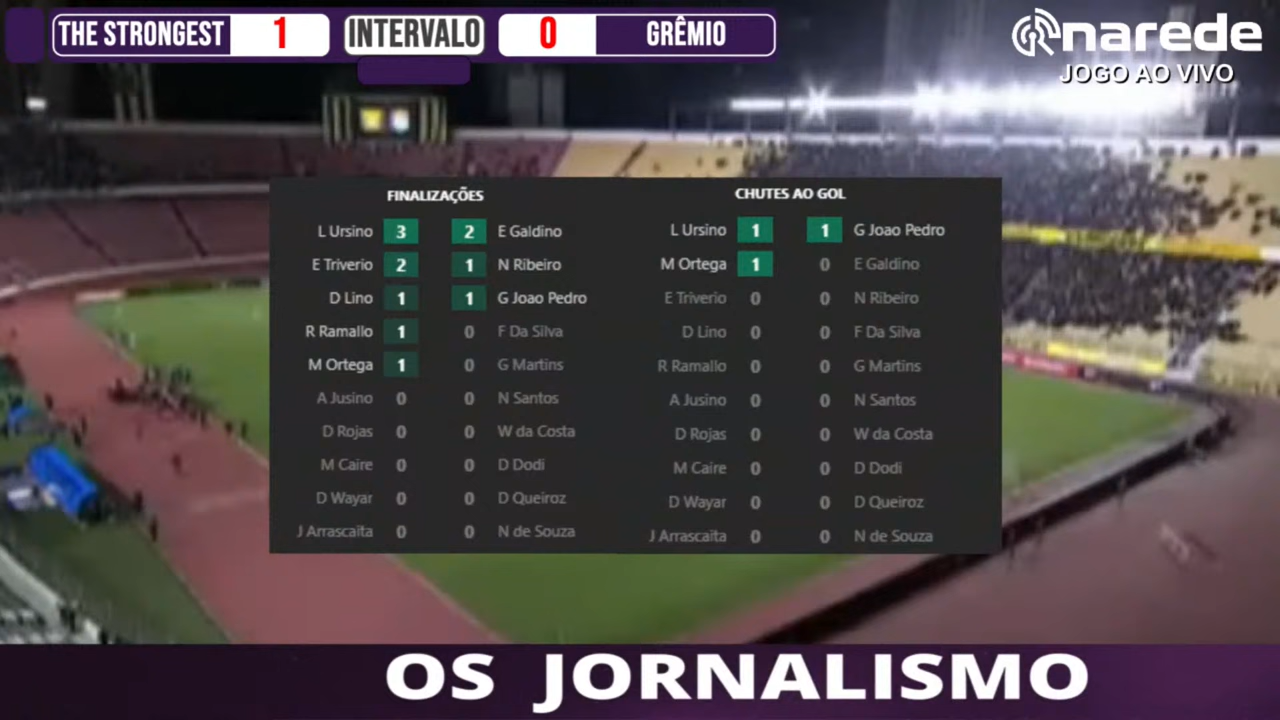 THE STRONGEST 1 INTERVALO 0 GRÊMIO
narede
JOGO AO VIVO
FINALIZAÇÕES
L Ursino 3 2 E Galdino
E Triverio 2 1 N Ribeiro
D Lino 1 1 G Joao Pedro
R Ramallo 1 0 F Da Silva
M Ortega 1 0 G Martins
A Jusino 0 0 N Santos
D Rojas 0 0 W da Costa
M Caire 0 0 D Dodi
D Wayar 0 0 D Queiroz
J Arrascaita 0 0 N de Souza
CHUTES AO GOL
L Ursino 1 1 G Joao Pedro
M Ortega 1 0 E Galdino
E Triverio 0 0 N Ribeiro
D Lino 0 0 F Da Silva
R Ramallo 0 0 G Martins
A Jusino 0 0 N Santos
D Rojas 0 0 W da Costa
M Caire 0 0 D Dodi
D Wayar 0 0 D Queiroz
J Arrascaita 0 0 N de Souza
OS JORNALISMO